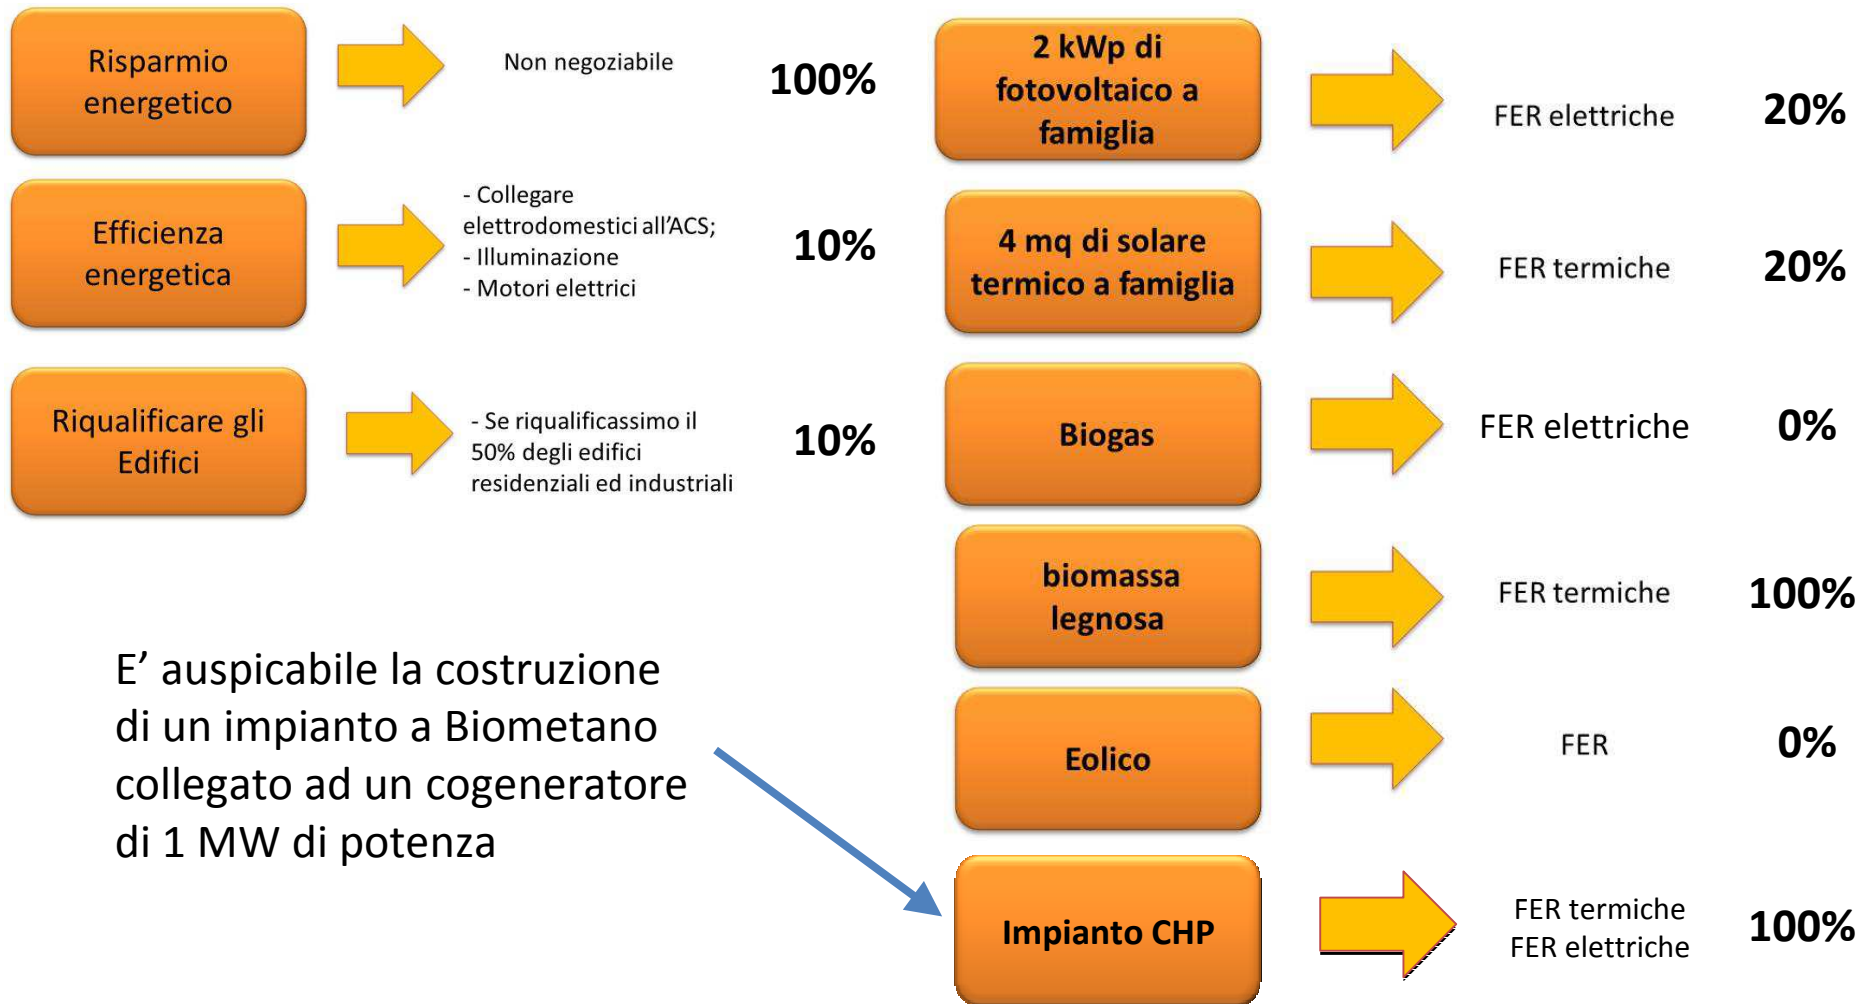 Risparmio
energetico
Non negoziabile
100%
Efficienza
energetica
- Collegare
elettrodomestici all'ACS;
- Illuminazione
- Motori elettrici
10%
Riqualificare gli
Edifici
- Se riqualificassimo il
50% degli edifici
residenziali ed industriali
10%
E' auspicabile la costruzione
di un impianto a Biometano
collegato ad un cogeneratore
di 1 MW di potenza
2 kWp di
fotovoltaico a
famiglia
FER elettriche
20%
4 mq di solare
termico a famiglia
FER termiche
20%
Biogas
FER elettriche
0%
biomassa
legnosa
FER termiche
100%
Eolico
FER
0%
Impianto CHP
FER termiche
FER elettriche
100%